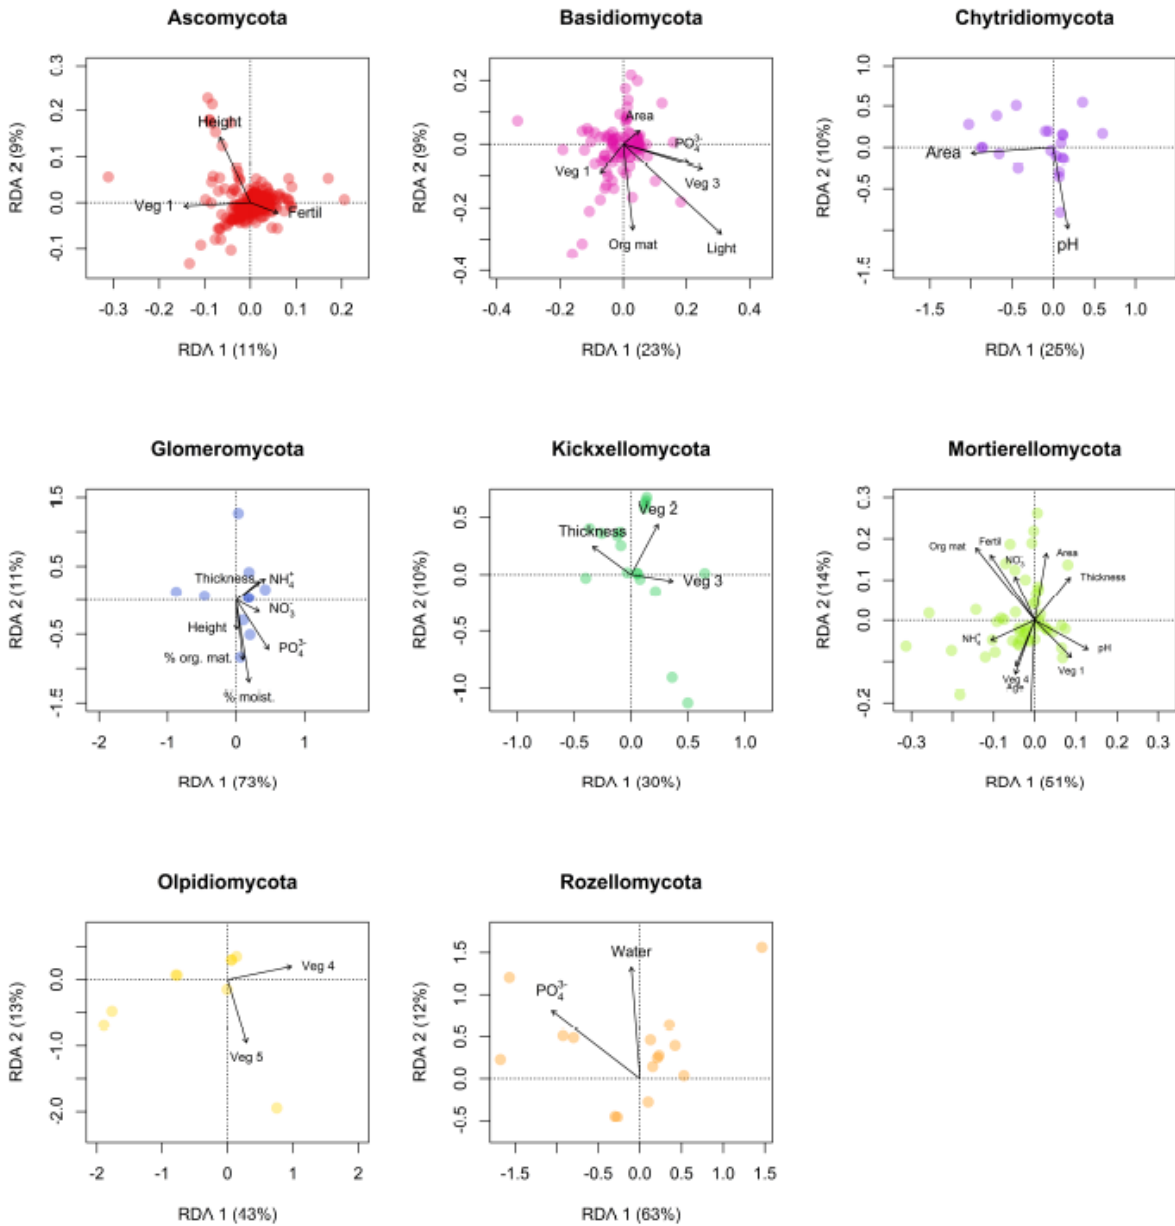 Ascomycota
Basidiomycota
Chytridiomycota
RDA 2 (9%)
0.3
0.2
0.1
0.0
-0.1
Height
Veg 1
Fertil
-0.3 -0.2 -0.1 0.0 0.1 0.2
RDA 1 (11%)
RDA 2 (9%)
0.2
0.0
-0.2
-0.4
Area
PO₄³⁻
Veg 1
Veg 3
Org mat
Light
-0.4 -0.2 0.0 0.2 0.4
RDA 1 (23%)
RDA 2 (10%)
1.0
0.5
0.0
-0.5
-1.5
Area
pH
-1.5 -0.5 0.0 0.5 1.0
RDA 1 (25%)
Glomeromycota
Kickxellomycota
Mortierellomycota
RDA 2 (11%)
1.5
0.5
-0.5
-1.5
Thickness
NH₄⁺
NO₃⁻
Height
PO₄³⁻
% org. mat.
% moist.
-2 -1 0 1
RDA 1 (73%)
RDA 2 (10%)
0.5
0.0
-0.5
-1.0
Veg 2
Thickness
Veg 3
-1.0 -0.5 0.0 0.5 1.0
RDA 1 (30%)
RDA 2 (14%)
0.3
0.2
0.0
-0.2
Org mat
Fertil
NO₃⁻
Area
Thickness
NH₄⁺
pH
Veg 4
Veg 1
Age
-0.3 -0.2 -0.1 0.0 0.1 0.2 0.3
RDA 1 (51%)
Olpidiomycota
Rozellomycota
RDA 2 (13%)
0.0
-1.0
-2.0
Veg 4
Veg 5
-2 -1 0 1 2
RDA 1 (43%)
RDA 2 (12%)
1.5
1.0
0.5
0.0
-0.5
Water
PO₄³⁻
-1.5 -0.5 0.0 0.5 1.0 1.5
RDA 1 (63%)